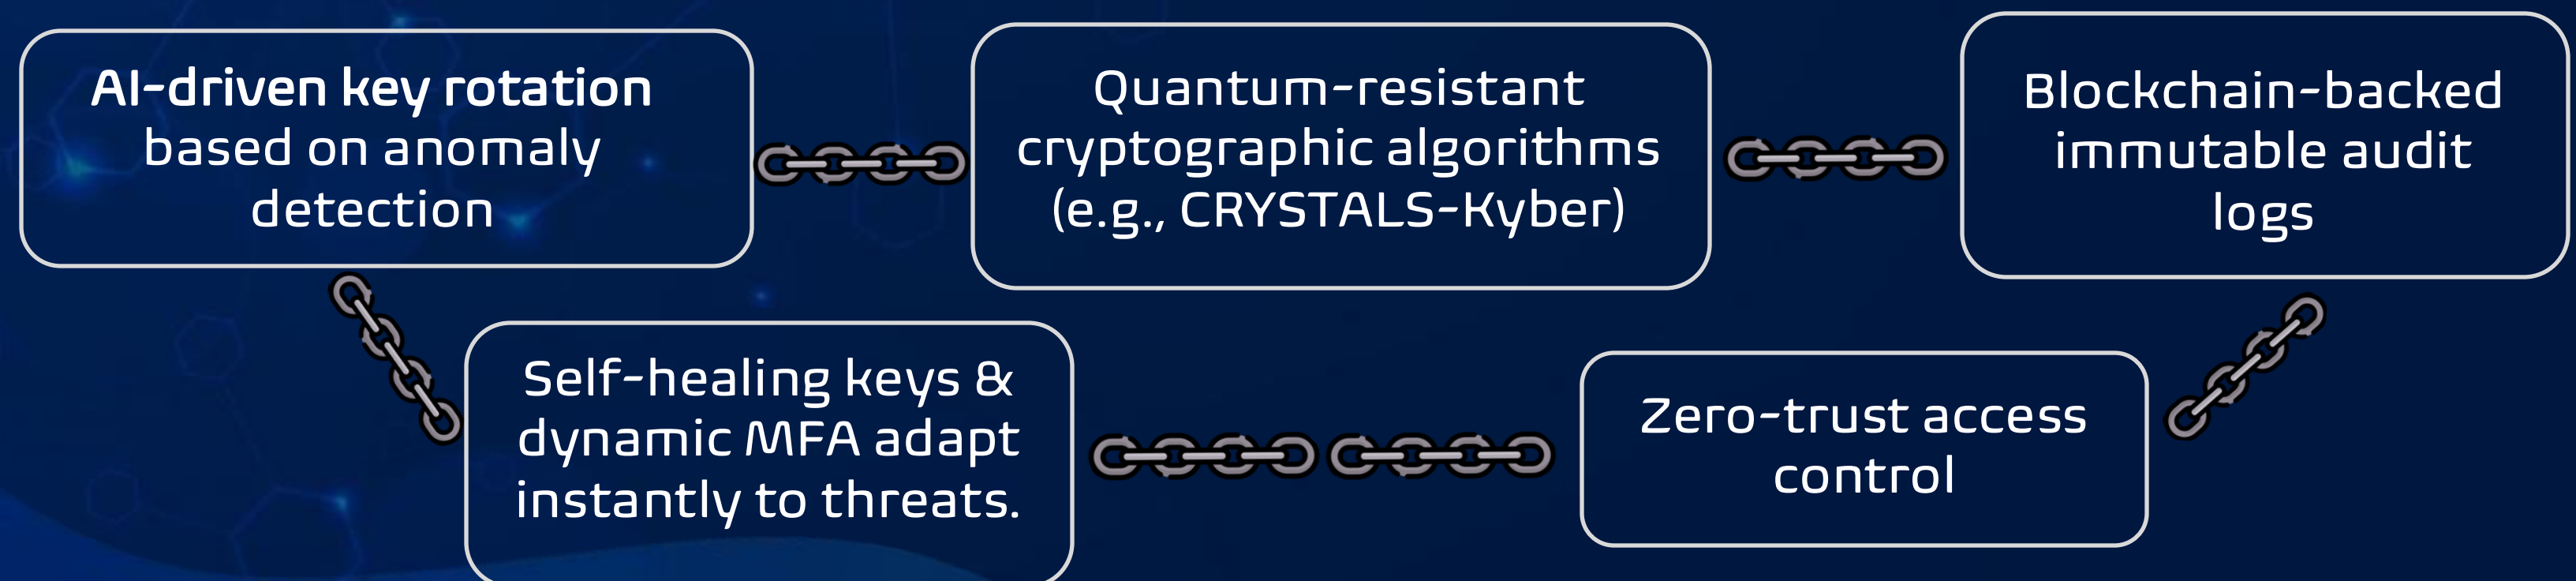 AI-driven key rotation
based on anomaly
detection
Quantum-resistant
cryptographic algorithms
(e.g., CRYSTALS-Kyber)
Blockchain-backed
immutable audit
logs
Self-healing keys &
dynamic MFA adapt
instantly to threats.
Zero-trust access
control